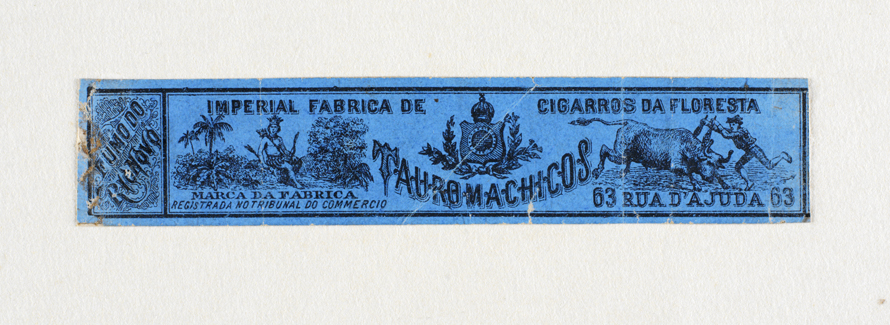 FUMO DO
RIO NOVO
IMPERIAL FABRICA DE CIGARROS DA FLORESTA
MARCA DA FABRICA
REGISTRADA NO TRIBUNAL DO COMMERCIO
TAUROMACHICOS
63 RUA D'AJUDA 63